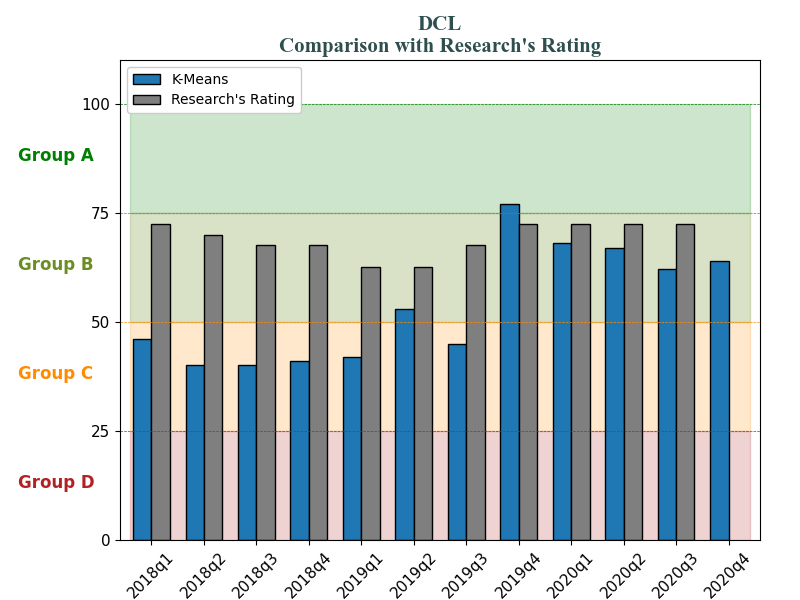 DCL
Comparison with Research's Rating
K-Means
Research's Rating
100
Group A
75
Group B
50
Group C
25
Group D
0
2018q1 2018q2 2018q3 2018q4 2019q1 2019q2 2019q3 2019q4 2020q1 2020q2 2020q3 2020q4